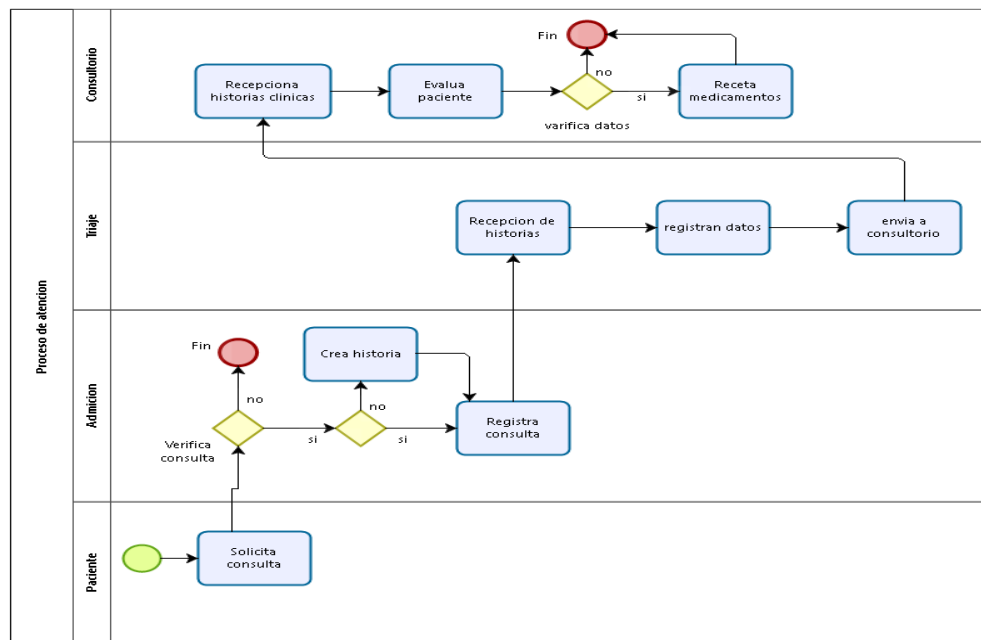 Proceso de atencion
Consultorio
Fin
Recepciona
historias clinicas
Evalua
paciente
no
si
varifica datos
Receta
medicamentos
Triaje
Recepcion de
historias
registran datos
envia a
consultorio
Admicion
Fin
no
Verifica
consulta
si
Crea historia
no
si
Registra
consulta
Paciente
Solicita
consulta